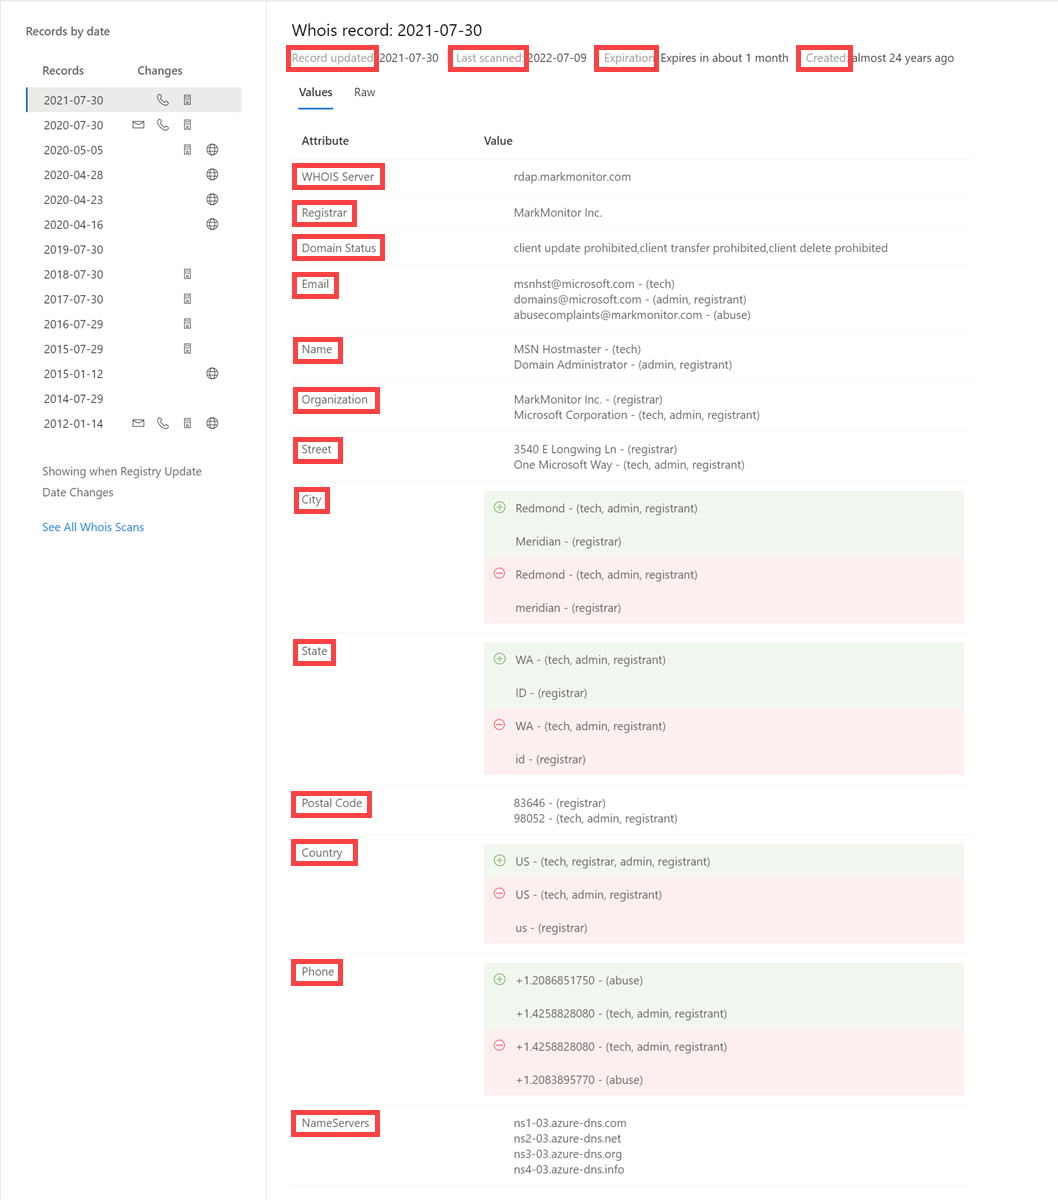 Records by date
Records Changes
2021-07-30
2020-07-30
2020-05-05
2020-04-28
2020-04-23
2020-04-16
2019-07-30
2018-07-30
2017-07-30
2016-07-29
2015-07-29
2015-01-12
2014-07-29
2012-01-14
Showing when Registry Update
Date Changes
See All Whois Scans
Whois record: 2021-07-30
Record updated: 2021-07-30 Last scanned: 2022-07-09 Expiration: Expires in about 1 month Created: almost 24 years ago
Values Raw
Attribute Value
WHOIS Server rdap.markmonitor.com
Registrar MarkMonitor Inc.
Domain Status client update prohibited,client transfer prohibited,client delete prohibited
Email msnhst@microsoft.com - (tech)
domains@microsoft.com - (admin, registrant)
abusecomplaints@markmonitor.com - (abuse)
Name MSN Hostmaster - (tech)
Domain Administrator - (admin, registrant)
Organization MarkMonitor Inc. - (registrar)
Microsoft Corporation - (tech, admin, registrant)
Street 3540 E Longwing Ln - (registrar)
One Microsoft Way - (tech, admin, registrant)
City Redmond - (tech, admin, registrant)
Meridian - (registrar)
Redmond - (tech, admin, registrant)
meridian - (registrar)
State WA - (tech, admin, registrant)
ID - (registrar)
WA - (tech, admin, registrant)
id - (registrar)
Postal Code 83646 - (registrar)
98052 - (tech, admin, registrant)
Country US - (tech, registrar, admin, registrant)
US - (tech, admin, registrant)
us - (registrar)
Phone +1.2086851750 - (abuse)
+1.4258828080 - (tech, admin, registrant)
+1.4258828080 - (tech, admin, registrant)
+1.2083895770 - (abuse)
NameServers ns1-03.azure-dns.com
ns2-03.azure-dns.net
ns3-03.azure-dns.org
ns4-03.azure-dns.info